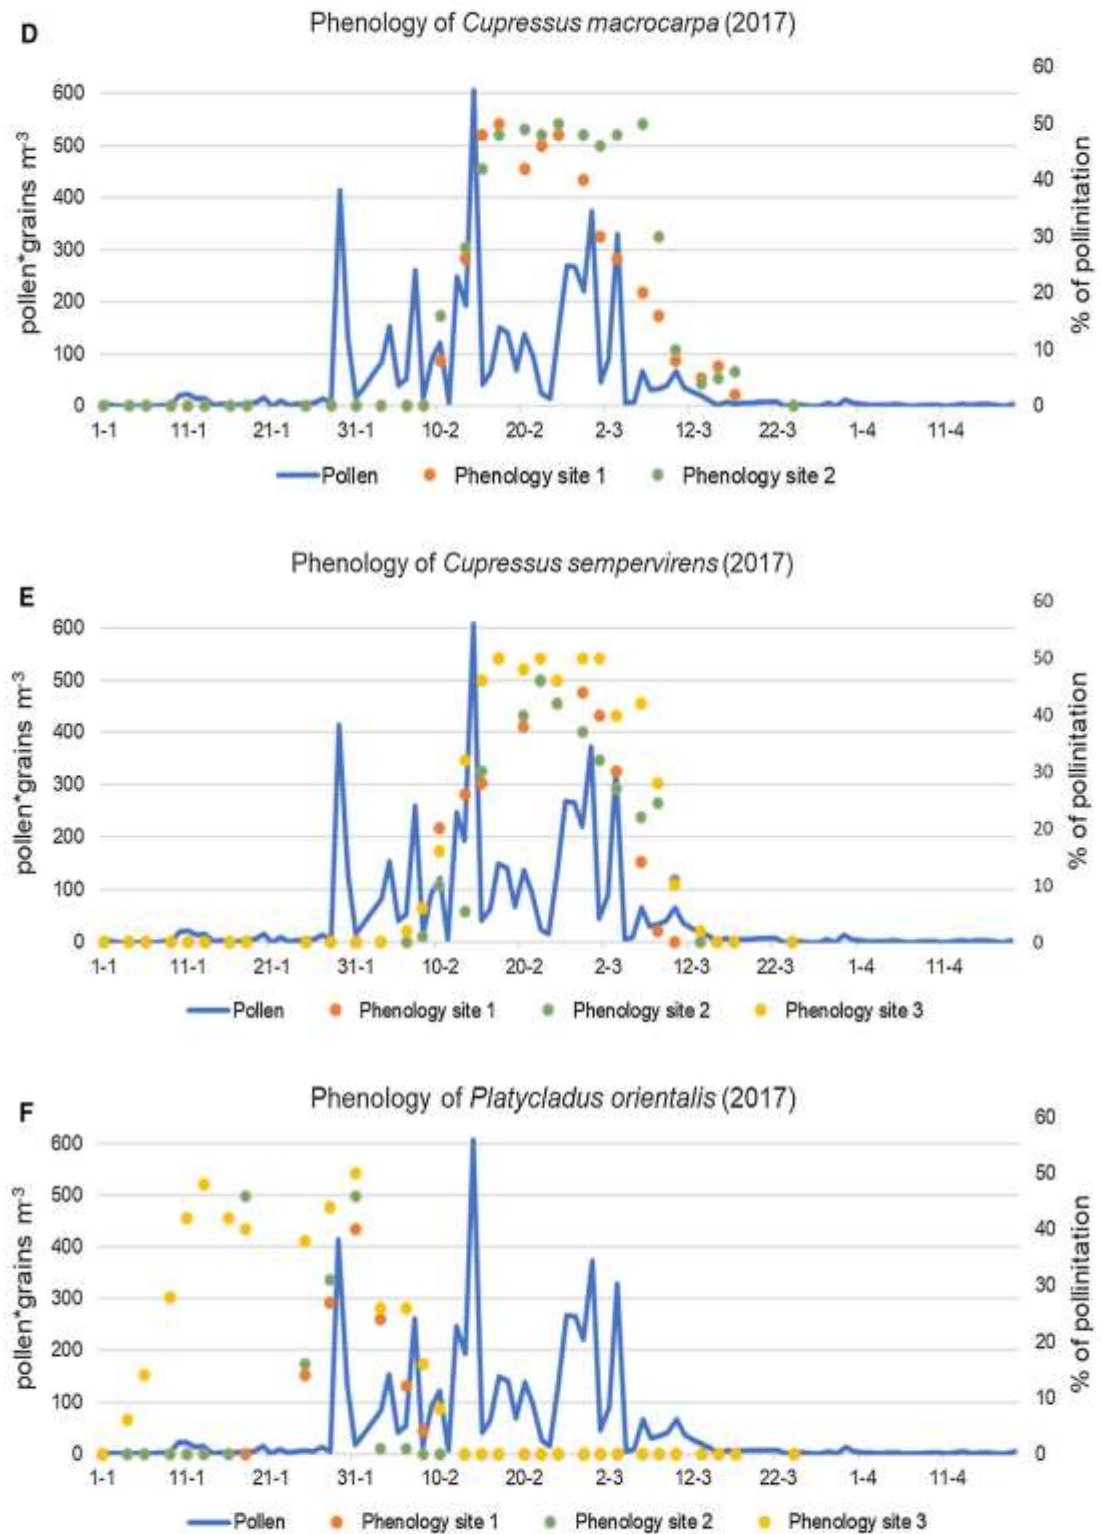 D
Phenology of Cupressus macrocarpa (2017)
60
600
50
500
40
400
30
300
20
200
10
100
0
0
pollen*grains m-3
% of pollinitation
1-1 11-1 21-1 31-1 10-2 20-2 2-3 12-3 22-3 1-4 11-4
Pollen Phenology site 1 Phenology site 2
E
Phenology of Cupressus sempervirens (2017)
60
600
50
500
40
400
30
300
20
200
10
100
0
0
pollen*grains m-3
% of pollinitation
1-1 11-1 21-1 31-1 10-2 20-2 2-3 12-3 22-3 1-4 11-4
Pollen Phenology site 1 Phenology site 2 Phenology site 3
F
Phenology of Platycladus orientalis (2017)
60
600
50
500
40
400
30
300
20
200
10
100
0
0
pollen*grains m-3
% of pollinitation
1-1 11-1 21-1 31-1 10-2 20-2 2-3 12-3 22-3 1-4 11-4
Pollen Phenology site 1 Phenology site 2 Phenology site 3